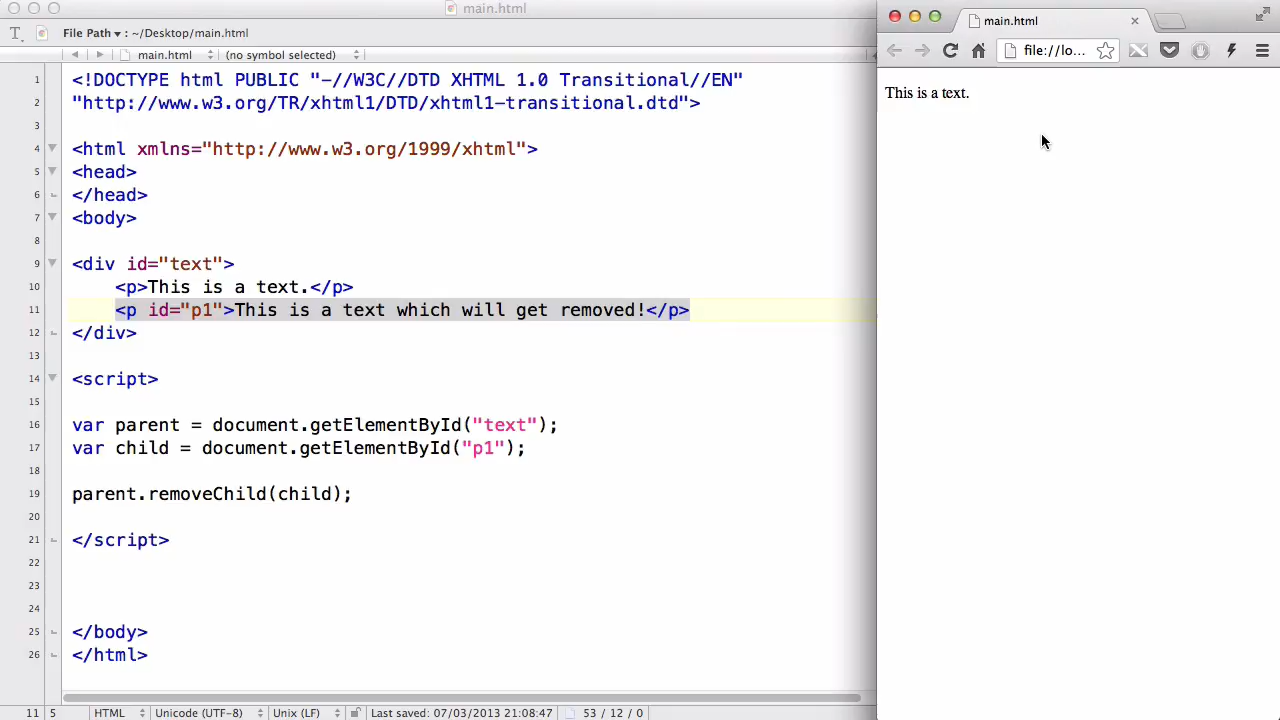 main.html
File Path ▾ : ~/Desktop/main.html
main.html (no symbol selected)
1 <!DOCTYPE html PUBLIC "-//W3C//DTD XHTML 1.0 Transitional//EN"
2 "http://www.w3.org/TR/xhtml1/DTD/xhtml1-transitional.dtd">
3
4 <html xmlns="http://www.w3.org/1999/xhtml">
5 <head>
6 </head>
7 <body>
8
9 <div id="text">
10 <p>This is a text.</p>
11 <p id="p1">This is a text which will get removed!</p>
12 </div>
13
14 <script>
15
16 var parent = document.getElementById("text");
17 var child = document.getElementById("p1");
18
19 parent.removeChild(child);
20
21 </script>
22
23
24
25 </body>
26 </html>
11 5 HTML Unicode (UTF-8) Unix (LF) Last saved: 07/03/2013 21:08:47 53 / 12 / 0
main.html
file://lo...
This is a text.